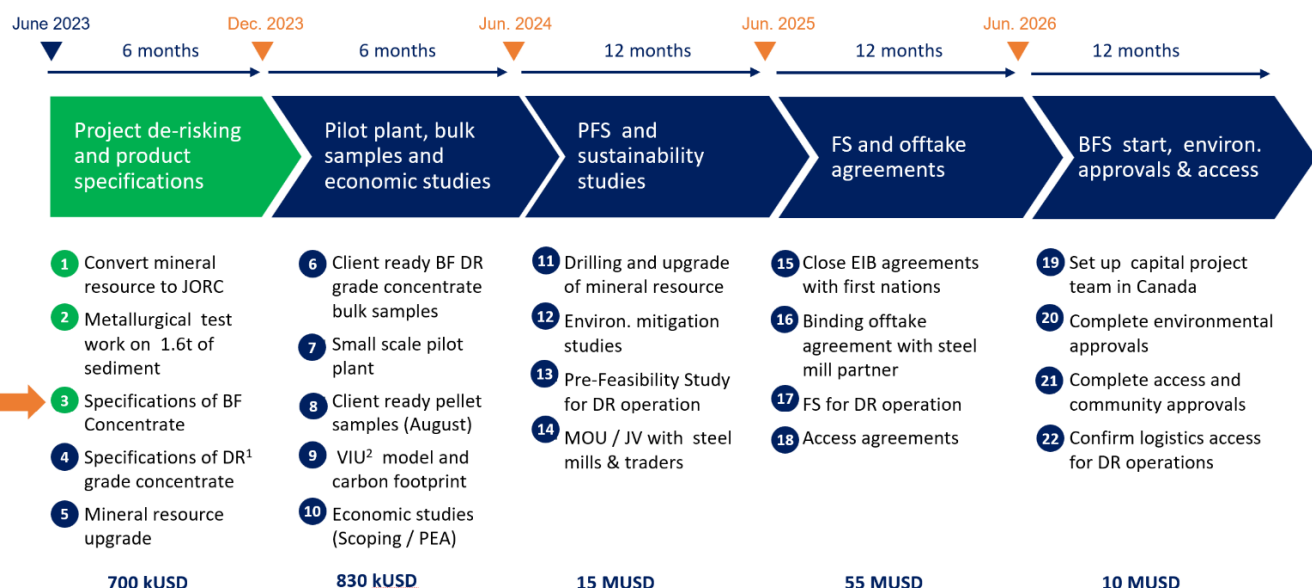 June 2023
Dec. 2023
Jun. 2024
Jun. 2025
Jun. 2026
6 months
6 months
12 months
12 months
12 months
Project de-risking
and product
specifications
Pilot plant, bulk
samples and
economic studies
PFS and
sustainability
studies
FS and offtake
agreements
BFS start, environ.
approvals & access
1 Convert mineral
resource to JORC
2 Metallurgical test
work on 1.6t of
sediment
3 Specifications of BF
Concentrate
4 Specifications of DR¹
grade concentrate
5 Mineral resource
upgrade
700 kUSD
6 Client ready BF DR
grade concentrate
bulk samples
7 Small scale pilot
plant
8 Client ready pellet
samples (August)
9 VIU² model and
carbon footprint
10 Economic studies
(Scoping / PEA)
830 kUSD
11 Drilling and upgrade
of mineral resource
12 Environ. mitigation
studies
13 Pre-Feasibility Study
for DR operation
14 MOU / JV with steel
mills & traders
15 MUSD
15 Close EIB agreements
with first nations
16 Binding offtake
agreement with steel
mill partner
17 FS for DR operation
18 Access agreements
55 MUSD
19 Set up capital project
team in Canada
20 Complete environmental
approvals
21 Complete access and
community approvals
22 Confirm logistics access
for DR operations
10 MUSD